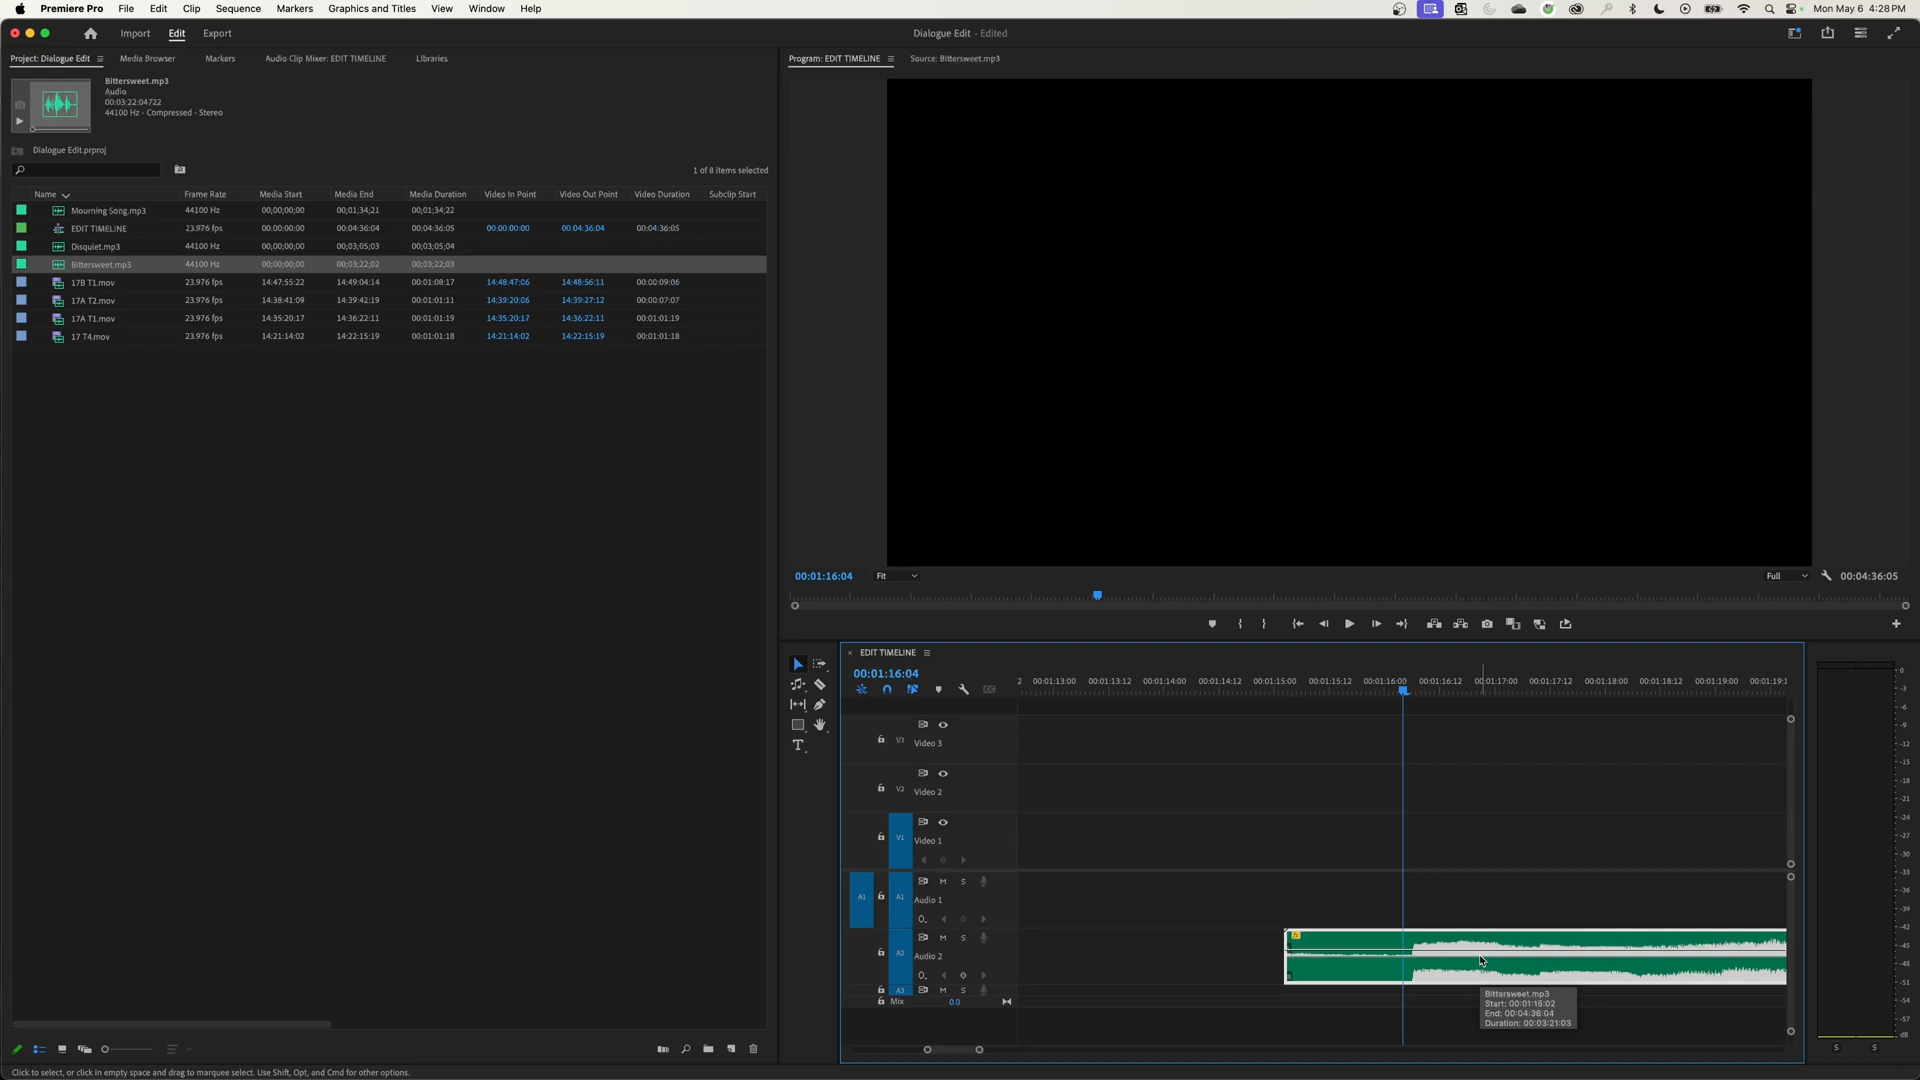 Premiere Pro File Edit Clip Sequence Markers Graphics and Titles View Window Help Mon May 6 4:28 PM
Import Edit Export Dialogue Edit - Edited
Project: Dialogue Edit Media Browser Markers Audio Clip Mixer: EDIT TIMELINE Libraries
Bittersweet.mp3
Audio
00:03:22:04722
44100 Hz - Compressed - Stereo
Dialogue Edit.prproj
1 of 8 items selected
Name Frame Rate Media Start Media End Media Duration Video In Point Video Out Point Video Duration Subclip Start
Mourning Song.mp3 44100 Hz 00;00;00;00 00;01;34;21 00;01;34;22
EDIT TIMELINE 23.976 fps 00:00:00:00 00:04:36:04 00:04:36:05 00:00:00:00 00:04:36:04 00:04:36:05
Disquiet.mp3 44100 Hz 00;00;00;00 00;03;05;03 00;03;05;04
Bittersweet.mp3 44100 Hz 00;00;00;00 00;03;22;02 00;03;22;03
17B T1.mov 23.976 fps 14:47:55:22 14:49:04:14 00:01:08:17 14:48:47:06 14:48:56:11 00:00:09:06
17A T2.mov 23.976 fps 14:38:41:09 14:39:42:19 00:01:01:11 14:39:20:06 14:39:27:12 00:00:07:07
17A T1.mov 23.976 fps 14:35:20:17 14:36:22:11 00:01:01:19 14:35:20:17 14:36:22:11 00:01:01:19
17 T4.mov 23.976 fps 14:21:14:02 14:22:15:19 00:01:01:18 14:21:14:02 14:22:15:19 00:01:01:18
Program: EDIT TIMELINE Source: Bittersweet.mp3
00:01:16:04 Fit Full 00:04:36:05
EDIT TIMELINE
00:01:16:04
2 00:01:13:00 00:01:13:12 00:01:14:00 00:01:14:12 00:01:15:00 00:01:15:12 00:01:16:00 00:01:16:12 00:01:17:00 00:01:17:12 00:01:18:00 00:01:18:12 00:01:19:00 00:01:19:1
V3 Video 3
V2 Video 2
V1 Video 1
M S
A1 A1 Audio 1
M S
A2 Audio 2
A3 M S
Mix 0.0
fx
Bittersweet.mp3
Start: 00:01:15:02
End: 00:04:36:04
Duration: 00:03:21:03
0
-3
-6
-9
-12
-15
-18
-21
-24
-27
-30
-33
-36
-39
-42
-45
-48
-51
-54
-57
dB
S S
Click to select, or click in empty space and drag to marquee select. Use Shift, Opt, and Cmd for other options.